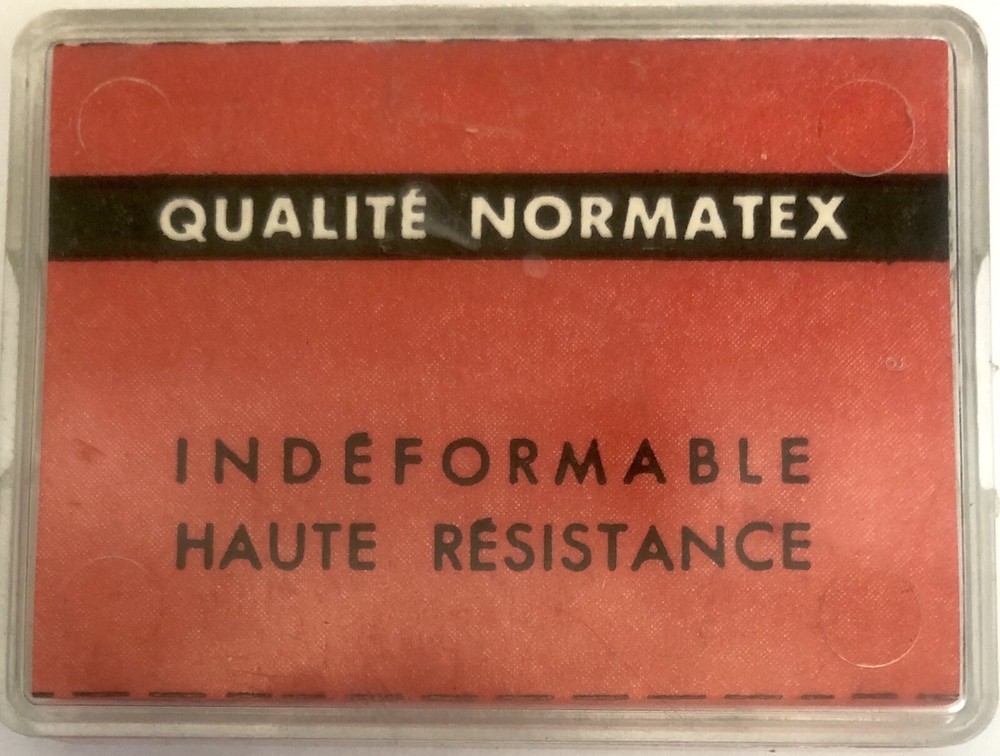 QUALITÉ NORMATEX
INDÉFORMABLE
HAUTE RÉSISTANCE